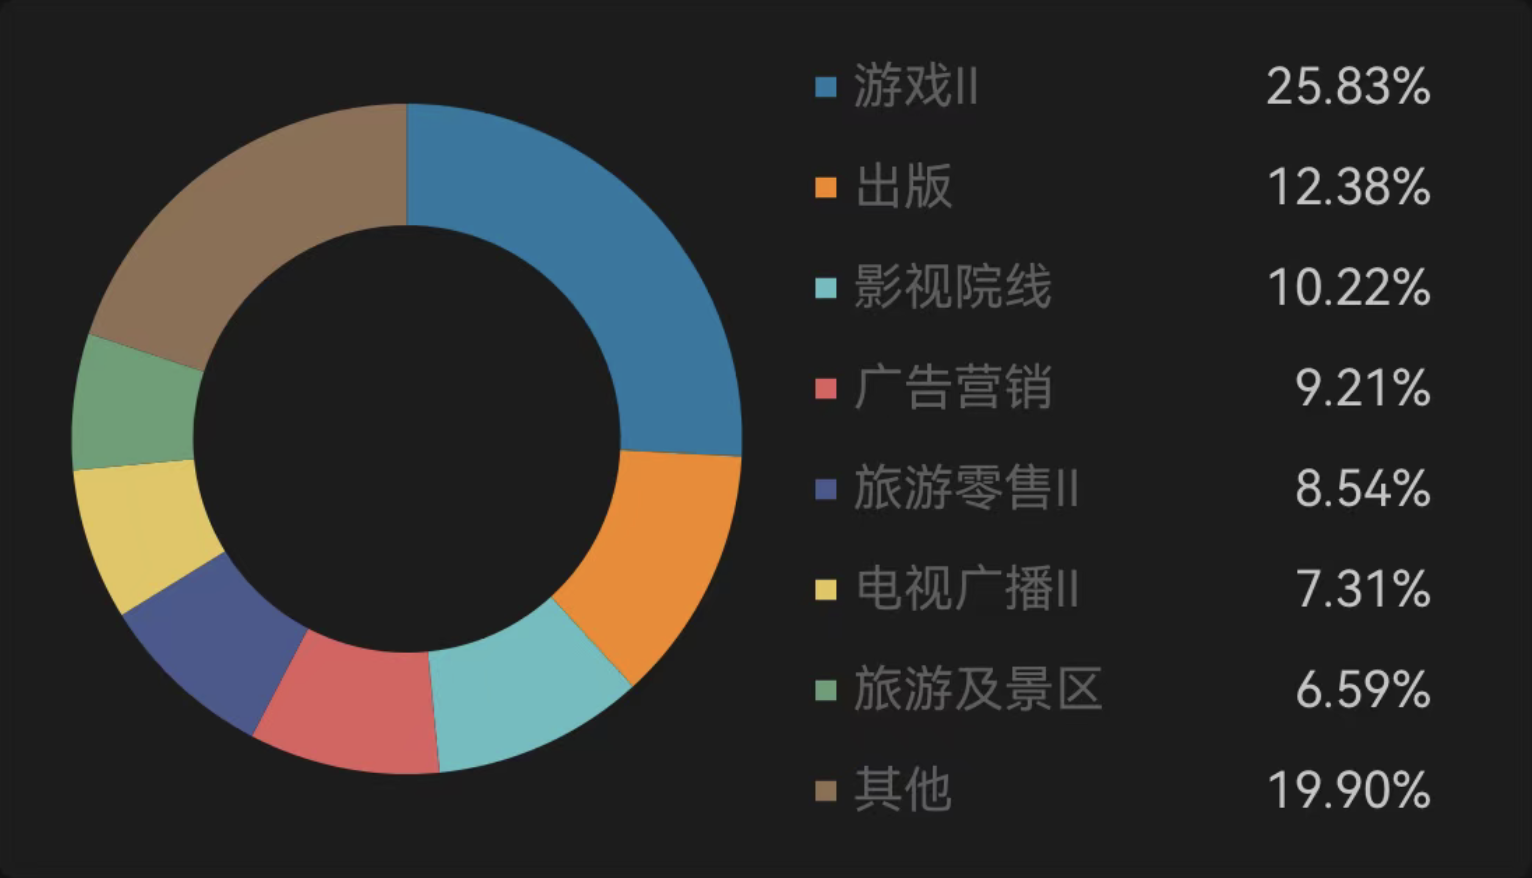 游戏II 25.83%
出版 12.38%
影视院线 10.22%
广告营销 9.21%
旅游零售II 8.54%
电视广播II 7.31%
旅游及景区 6.59%
其他 19.90%